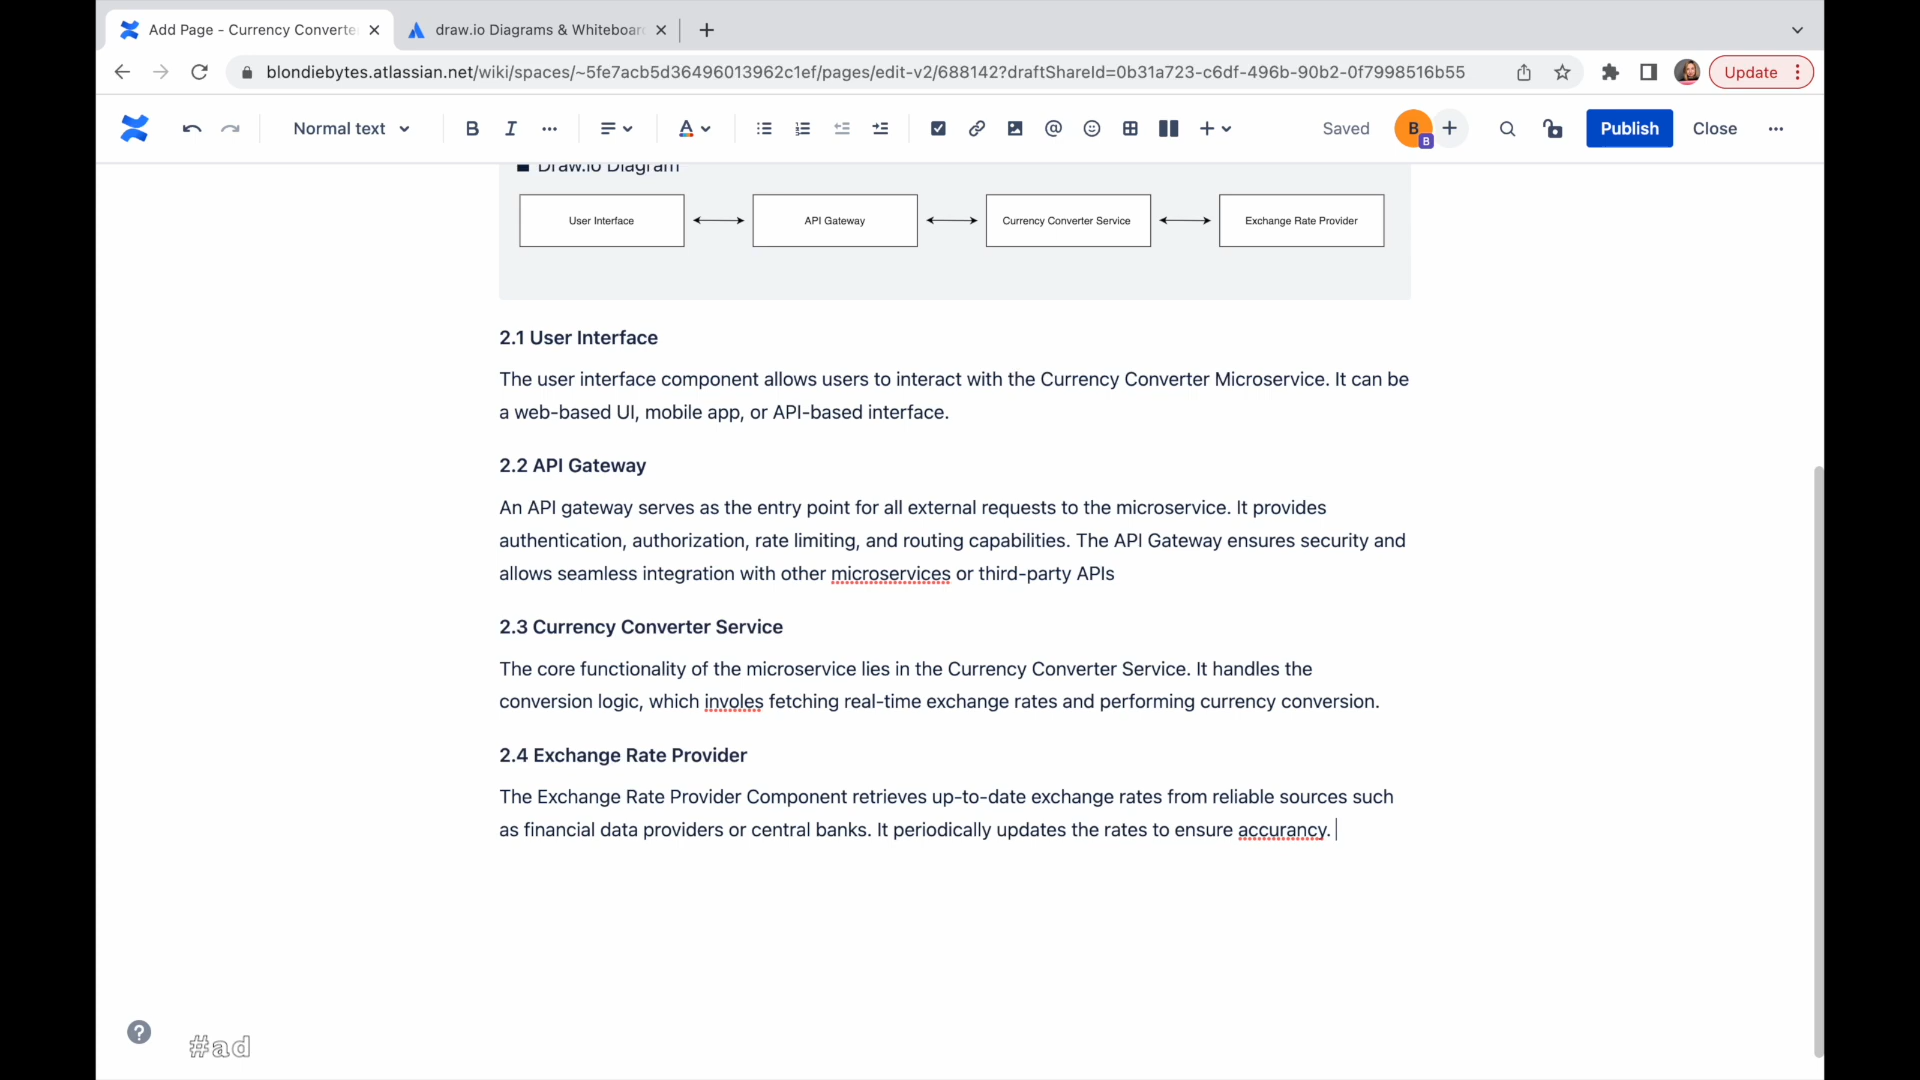 Add Page - Currency Converte
draw.io Diagrams & Whiteboar
blondiebytes.atlassian.net/wiki/spaces/~5fe7acb5d36496013962c1ef/pages/edit-v2/688142?draftShareId=0b31a723-c6df-496b-90b2-0f7998516b55
Update
Normal text
B
I
A
Saved
B
B
Publish
Close
Draw.io Diagram
User Interface
API Gateway
Currency Converter Service
Exchange Rate Provider
2.1 User Interface
The user interface component allows users to interact with the Currency Converter Microservice. It can be
a web-based UI, mobile app, or API-based interface.
2.2 API Gateway
An API gateway serves as the entry point for all external requests to the microservice. It provides
authentication, authorization, rate limiting, and routing capabilities. The API Gateway ensures security and
allows seamless integration with other microservices or third-party APIs
2.3 Currency Converter Service
The core functionality of the microservice lies in the Currency Converter Service. It handles the
conversion logic, which involes fetching real-time exchange rates and performing currency conversion.
2.4 Exchange Rate Provider
The Exchange Rate Provider Component retrieves up-to-date exchange rates from reliable sources such
as financial data providers or central banks. It periodically updates the rates to ensure accurancy.
#ad